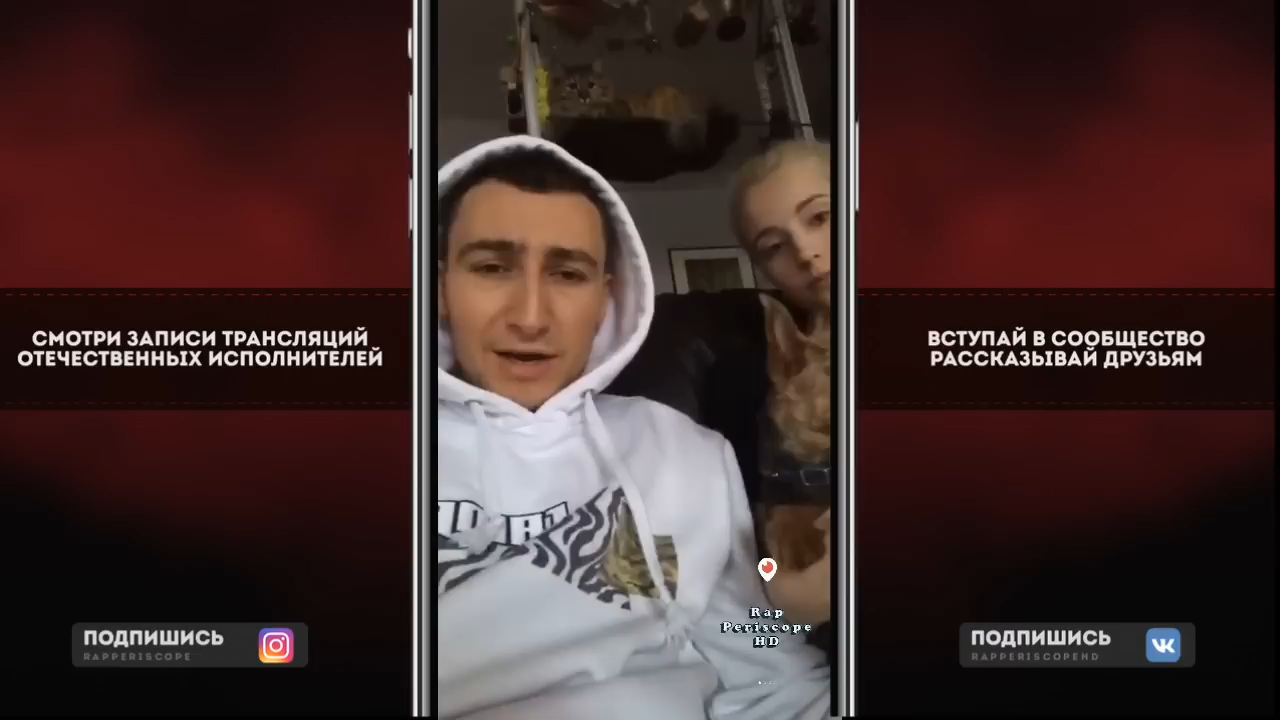 СМОТРИ ЗАПИСИ ТРАНСЛЯЦИЙ
ОТЕЧЕСТВЕННЫХ ИСПОЛНИТЕЛЕЙ
ВСТУПАЙ В СООБЩЕСТВО
РАССКАЗЫВАЙ ДРУЗЬЯМ
Rap
Periscope
HD
ПОДПИШИСЬ
RAPPERISCOPE
ПОДПИШИСЬ
RAPPERISCOPEHD